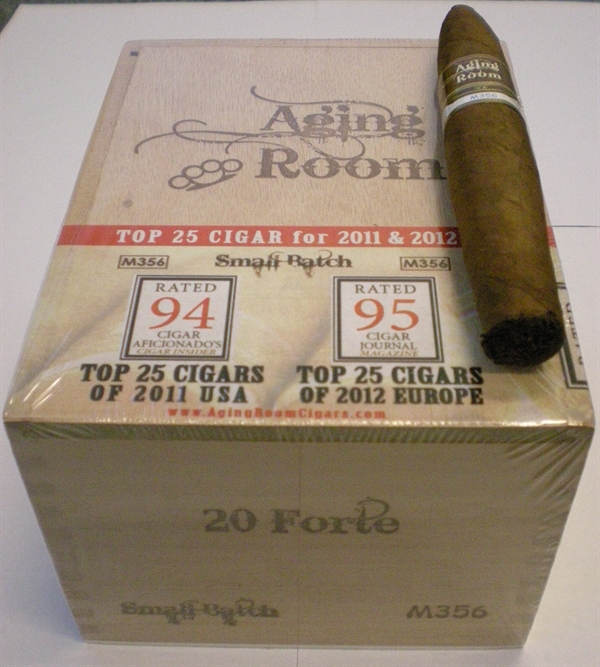 Aging
Room
Aging
Room
M356
TOP 25 CIGAR for 2011 & 2012
M356
Small Batch
M356
RATED
94
CIGAR
AFICIONADO'S
CIGAR INSIDER
RATED
95
CIGAR
JOURNAL
MAGAZINE
TOP 25 CIGARS
OF 2011 USA
TOP 25 CIGARS
OF 2012 EUROPE
www.AgingRoomCigars.com
20 Forte
Small Batch
M356